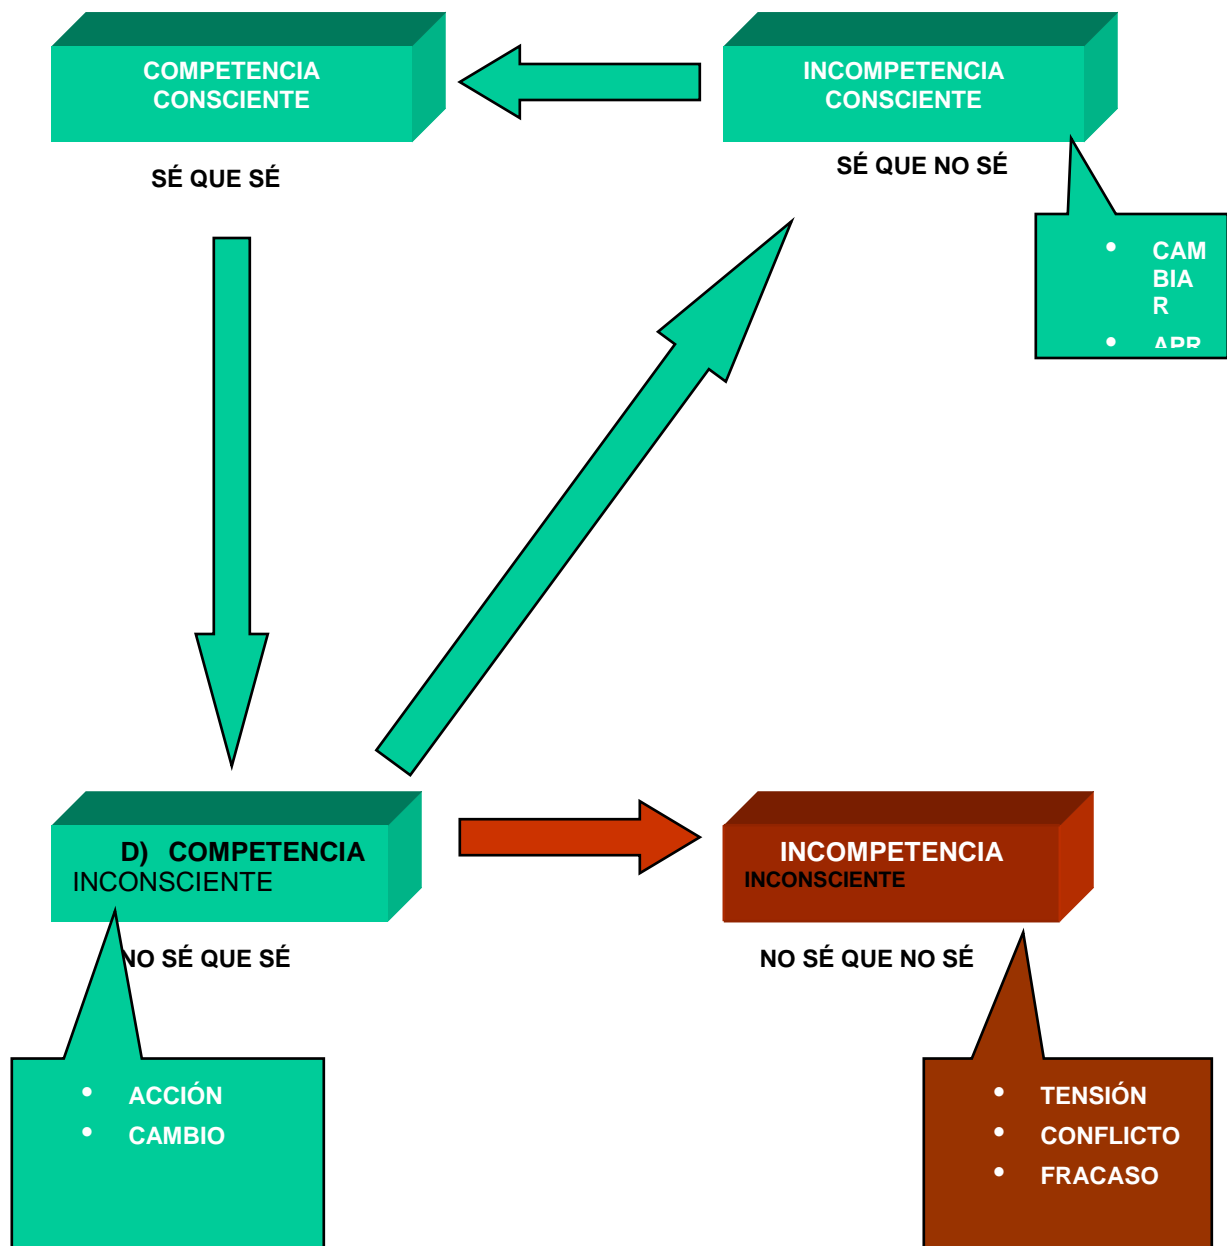 COMPETENCIA
CONSCIENTE
INCOMPETENCIA
CONSCIENTE
SÉ QUE SÉ
SÉ QUE NO SÉ
• CAM
BIA
R
• APR
D) COMPETENCIA
INCONSCIENTE
INCOMPETENCIA
INCONSCIENTE
NO SÉ QUE SÉ
NO SÉ QUE NO SÉ
• ACCIÓN
• CAMBIO
• TENSIÓN
• CONFLICTO
• FRACASO